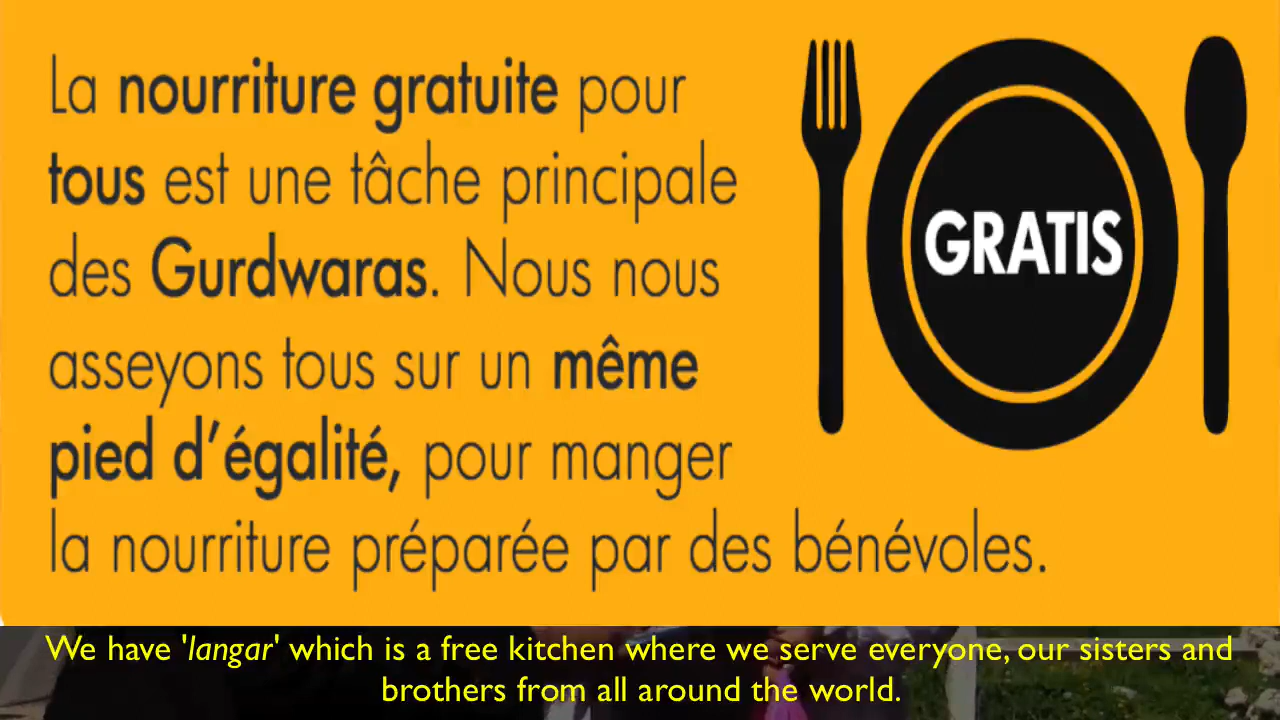 La nourriture gratuite pour
tous est une tâche principale
des Gurdwaras. Nous nous
asseyons tous sur un même
pied d'égalité, pour manger
la nourriture préparée par des bénévoles.
GRATIS
We have 'langar' which is a free kitchen where we serve everyone, our sisters and
brothers from all around the world.